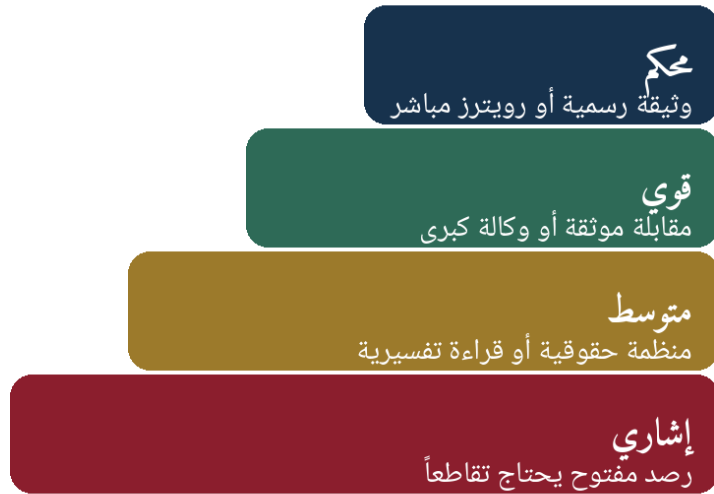 محكم
وثيقة رسمية أو رويترز مباشر
قوي
مقابلة موثقة أو وكالة كبرى
متوسط
منظمة حقوقية أو قراءة تفسيرية
إشاري
رصد مفتوح يحتاج تقاطعاً